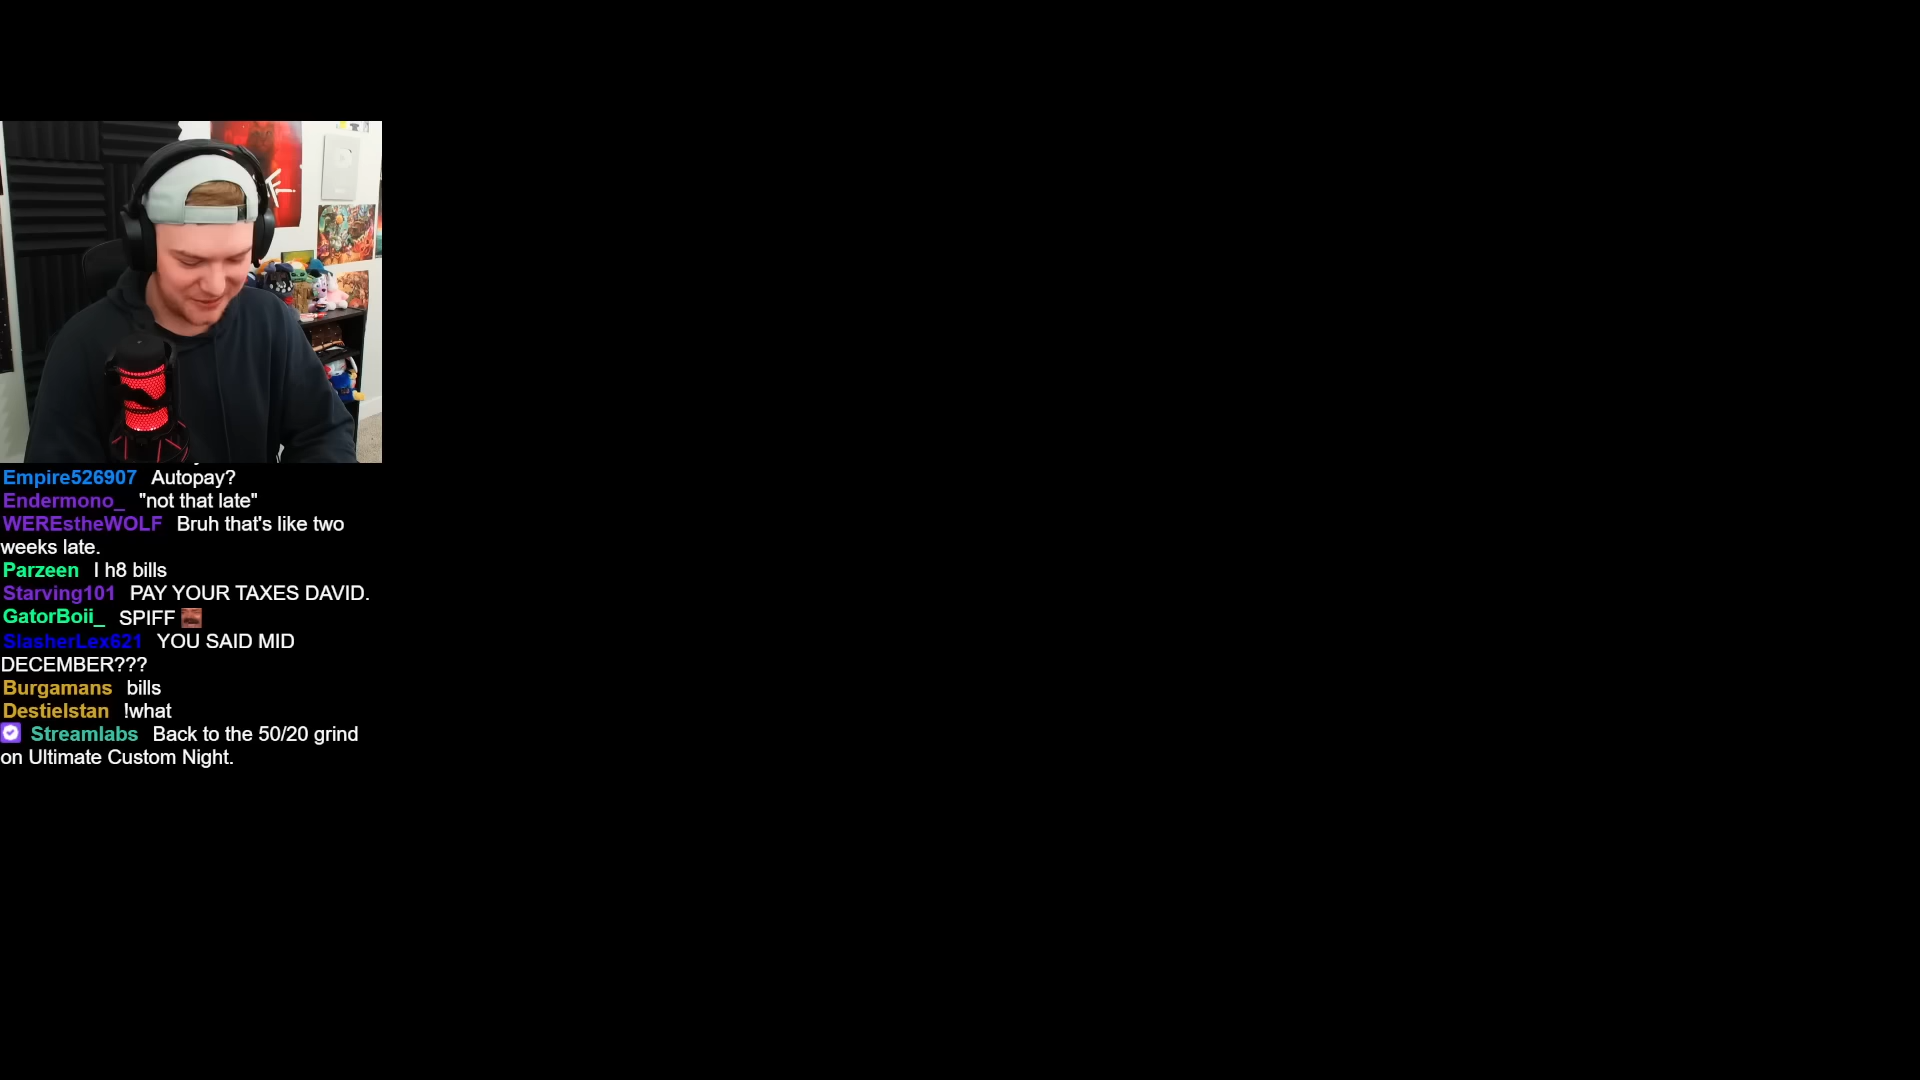 Empire526907 Autopay?
Endermono_ "not that late"
WEREstheWOLF Bruh that's like two
weeks late.
Parzeen I h8 bills
Starving101 PAY YOUR TAXES DAVID.
GatorBoii_ SPIFF
SlasherLex621 YOU SAID MID
DECEMBER???
Burgamans bills
Destielstan !what
Streamlabs Back to the 50/20 grind
on Ultimate Custom Night.